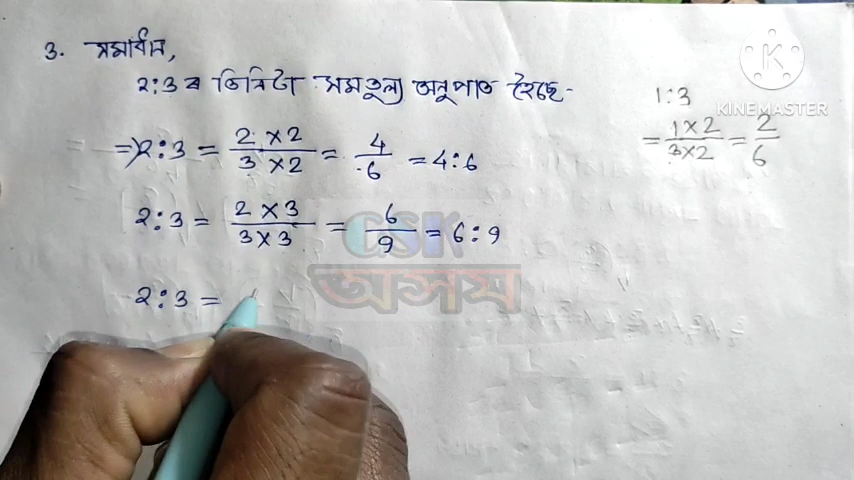 3. সমাধান,
2:3 ৰ তিনিটা সমতুল্য অনুপাত হৈছে-
⇒ 2:3 = 2 × 2 / 3 × 2 = 4/6 = 4:6
2:3 = 2 × 3 / 3 × 3 = 6/9 = 6:9
2:3 =
1:3
= 1×2 / 3×2 = 2/6
KINEMASTER
CSK
অসম